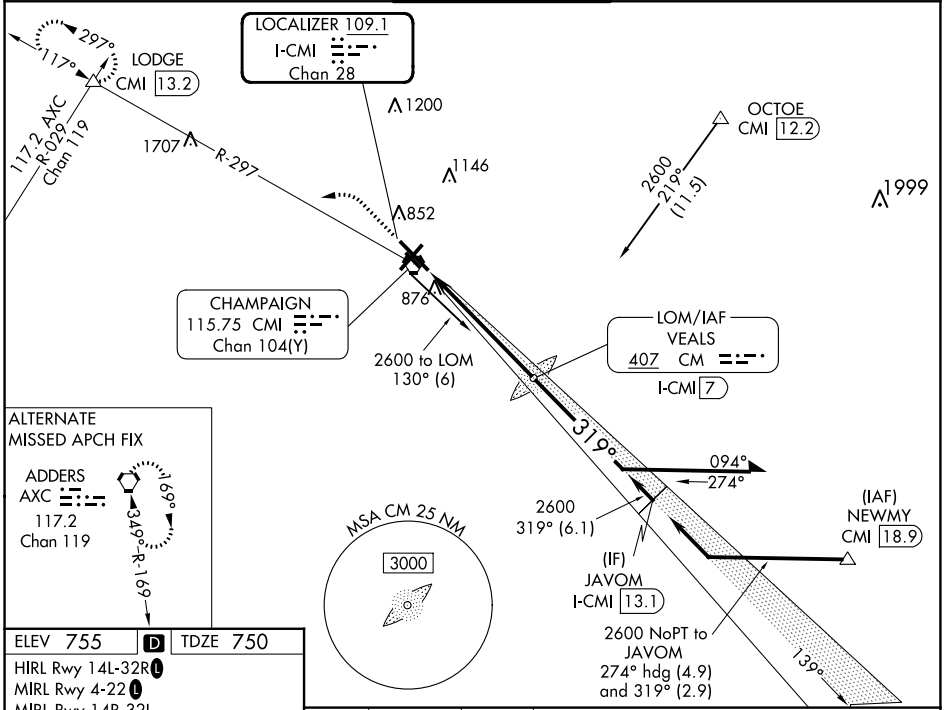 LOCALIZER 109.1
I-CMI
Chan 28
297°
117°
LODGE
CMI 13.2
117.2 AXC
R-029
Chan 119
1707
R-297
1200
1146
852
OCTOE
CMI 12.2
2600
219°
(11.5)
1999
876
CHAMPAIGN
115.75 CMI
Chan 104(Y)
2600 to LOM
130° (6)
LOM/IAF
VEALS
407 CM
I-CMI 7
319°
094°
274°
2600
319° (6.1)
(IF)
JAVOM
I-CMI 13.1
(IAF)
NEWMY
CMI 18.9
2600 NoPT to
JAVOM
274° hdg (4.9)
and 319° (2.9)
139°
ALTERNATE
MISSED APCH FIX
ADDERS
AXC
117.2
Chan 119
169°
349°
R-169
MSA CM 25 NM
3000
ELEV 755 D TDZE 750
HIRL Rwy 14L-32R L
MIRL Rwy 4-22 L
MIRL Rwy 14R-32L